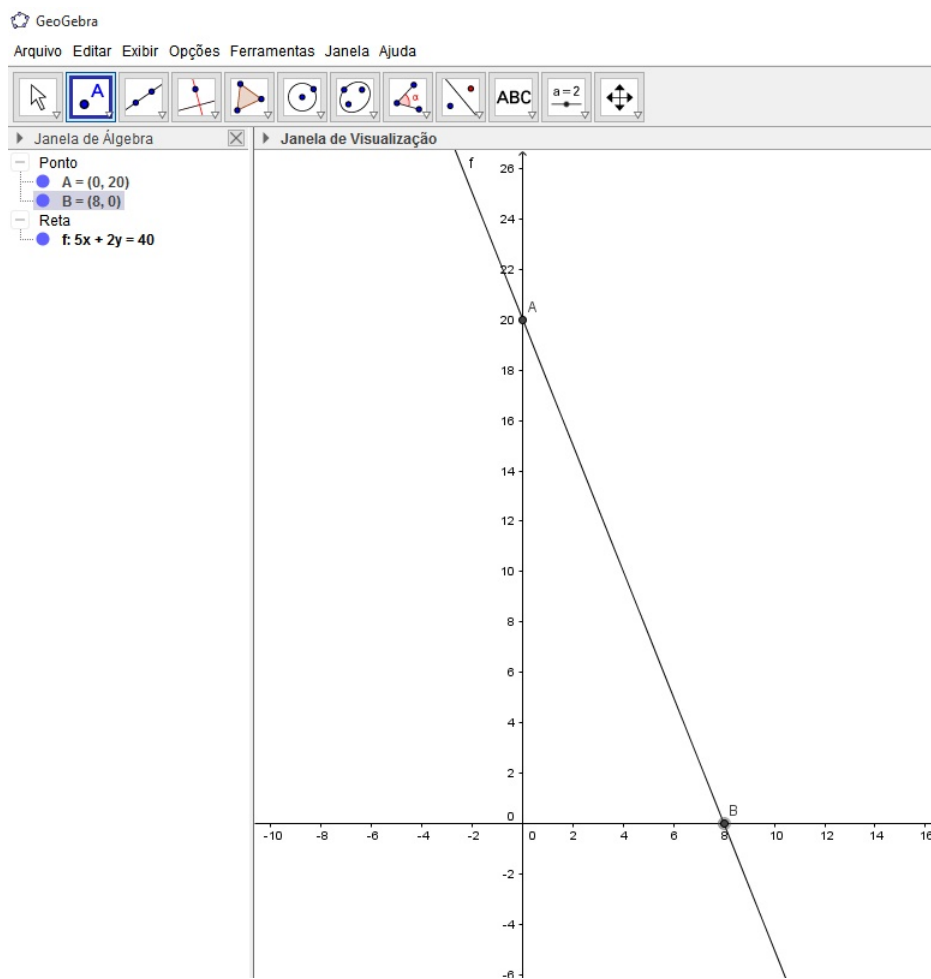 GeoGebra
Arquivo Editar Exibir Opções Ferramentas Janela Ajuda
A ABC a = 2
α
Janela de Álgebra
Janela de Visualização
Ponto
A = (0, 20)
B = (8, 0)
Reta
f: 5x + 2y = 40
f
26
24
22
A
20
18
16
14
12
10
8
6
4
2
B
0
-10 -8 -6 -4 -2 0 2 4 6 8 10 12 14 16
-2
-4
-6